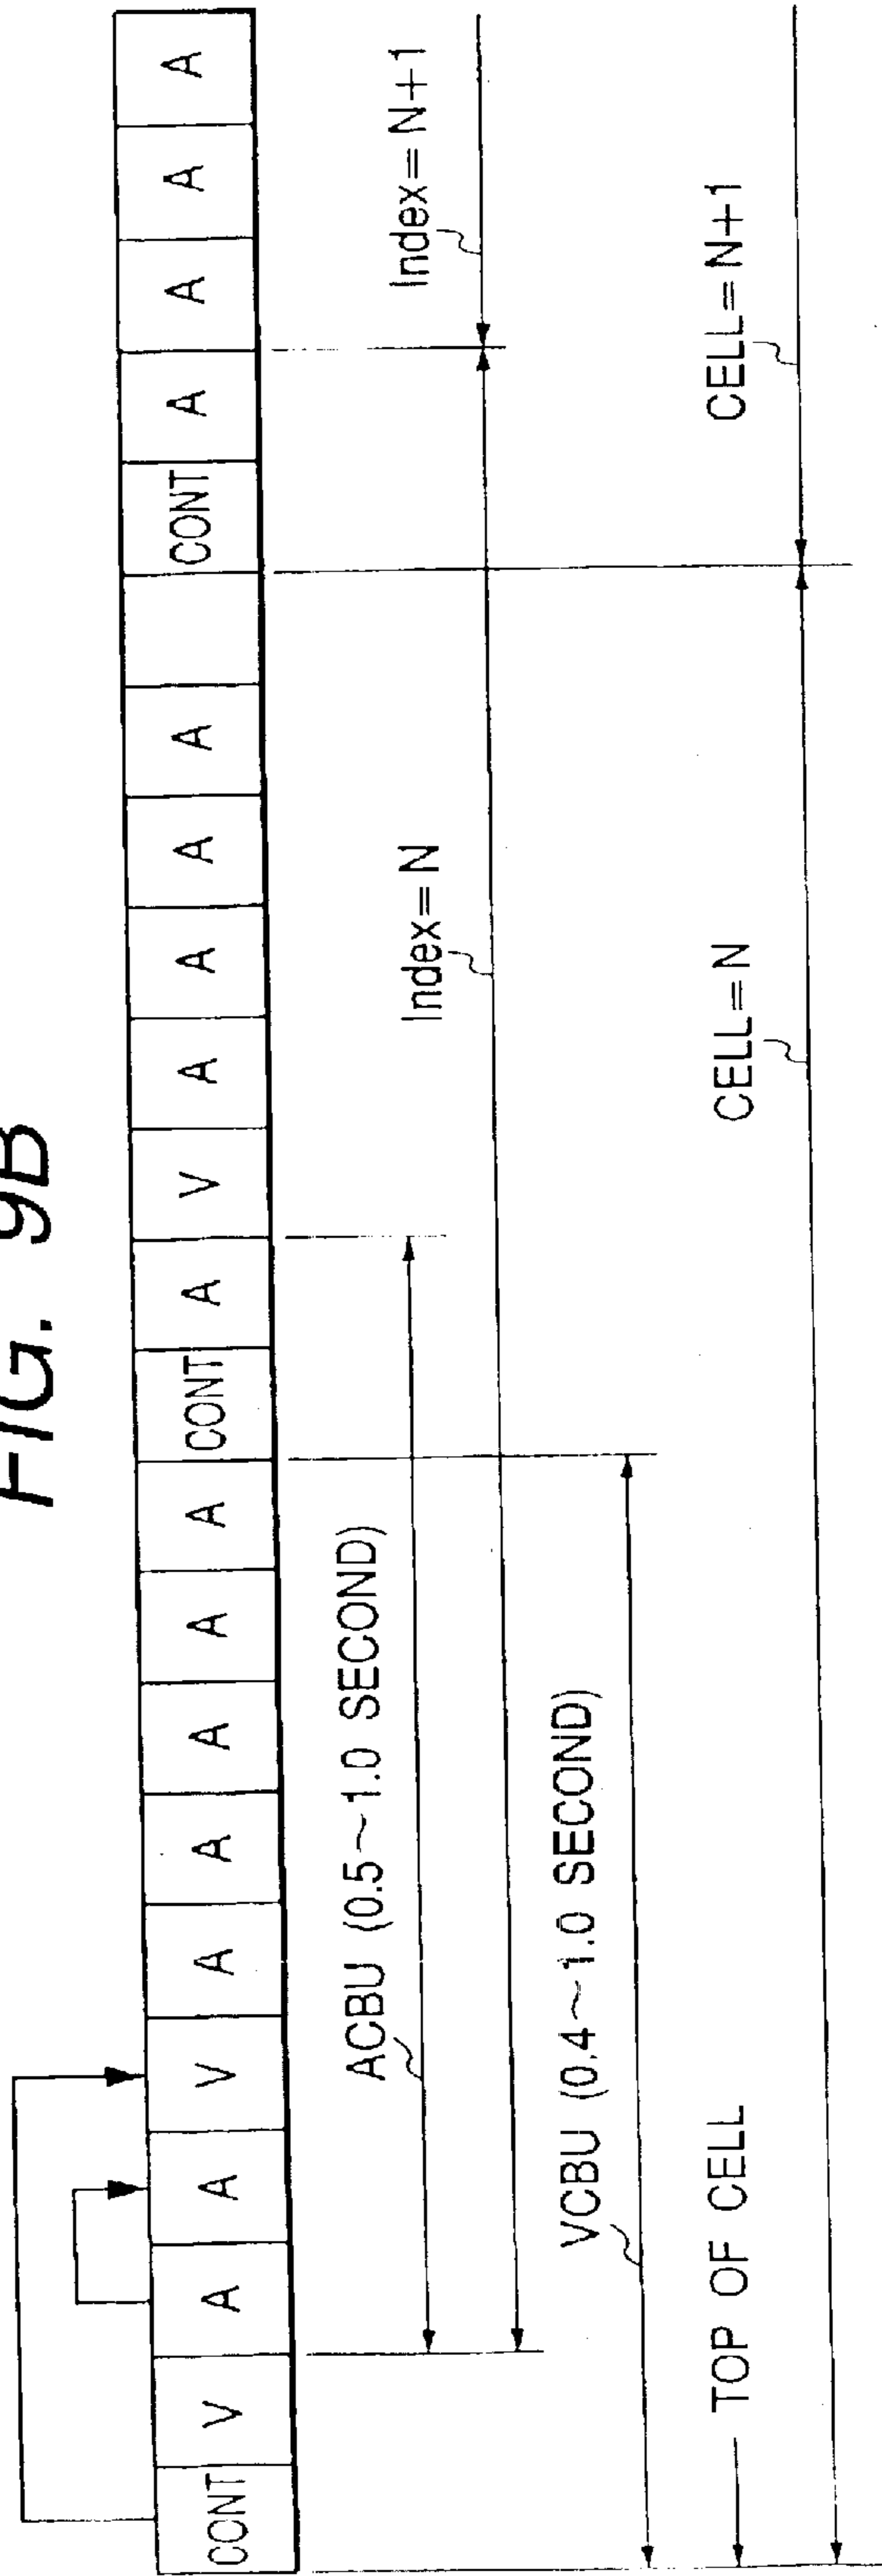 FIG. 9B
CONT V A A V A A A A A CONT A V A A A A CONT A A A A
ACBU (0.5~1.0 SECOND)
Index=N
Index=N+1
VCBU (0.4~1.0 SECOND)
TOP OF CELL
CELL=N
CELL=N+1